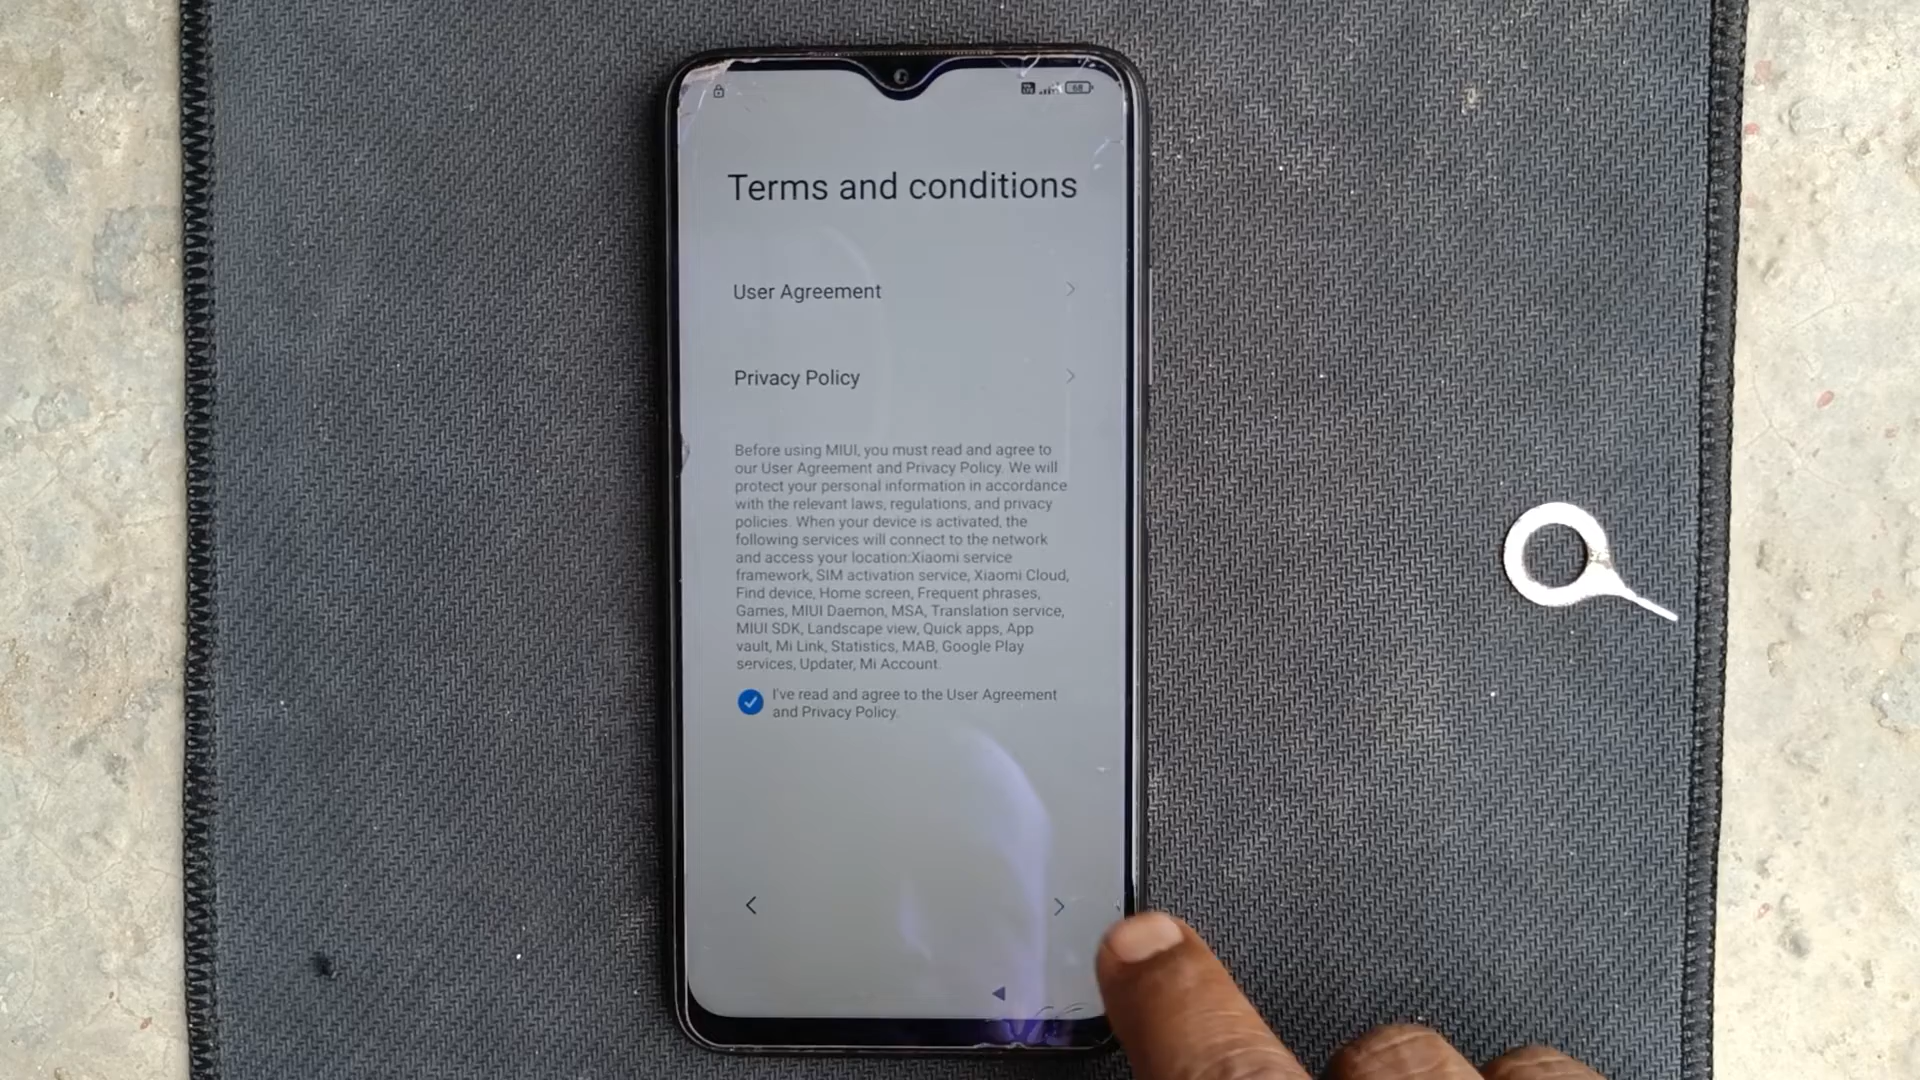 68
Terms and conditions
User Agreement
Privacy Policy
Before using MIUI, you must read and agree to
our User Agreement and Privacy Policy. We will
protect your personal information in accordance
with the relevant laws, regulations, and privacy
policies. When your device is activated, the
following services will connect to the network
and access your location:Xiaomi service
framework, SIM activation service, Xiaomi Cloud,
Find device, Home screen, Frequent phrases,
Games, MIUI Daemon, MSA, Translation service,
MIUI SDK, Landscape view, Quick apps, App
vault, Mi Link, Statistics, MAB, Google Play
services, Updater, Mi Account.
I've read and agree to the User Agreement
and Privacy Policy.